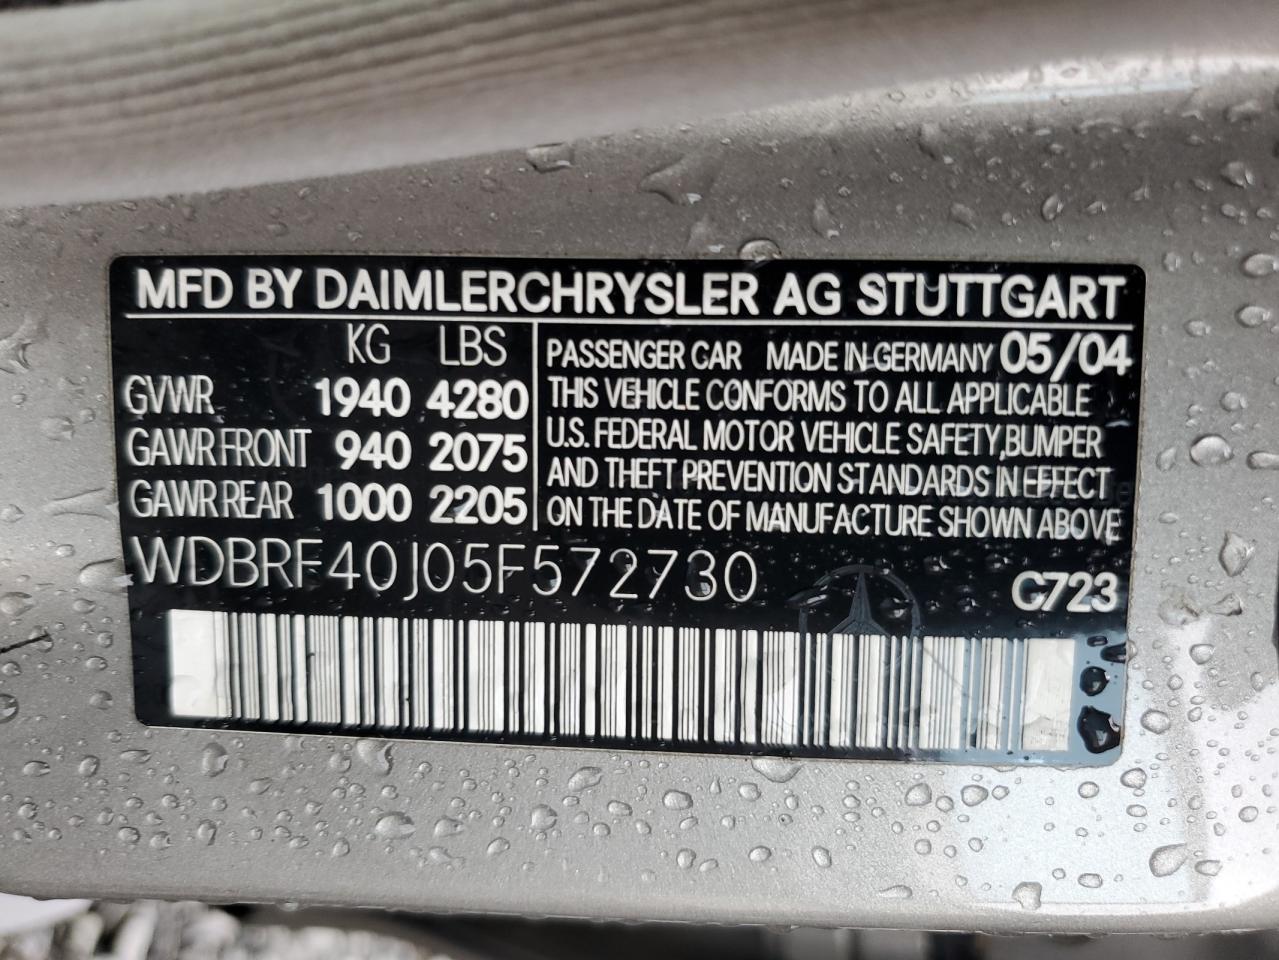 MFD BY DAIMLERCHRYSLER AG STUTTGART
KG LBS
GVWR 1940 4280
GAWR FRONT 940 2075
GAWR REAR 1000 2205
PASSENGER CAR MADE IN GERMANY 05/04
THIS VEHICLE CONFORMS TO ALL APPLICABLE
U.S. FEDERAL MOTOR VEHICLE SAFETY, BUMPER
AND THEFT PREVENTION STANDARDS IN EFFECT
ON THE DATE OF MANUFACTURE SHOWN ABOVE
WDBRF40J05F572730
C723